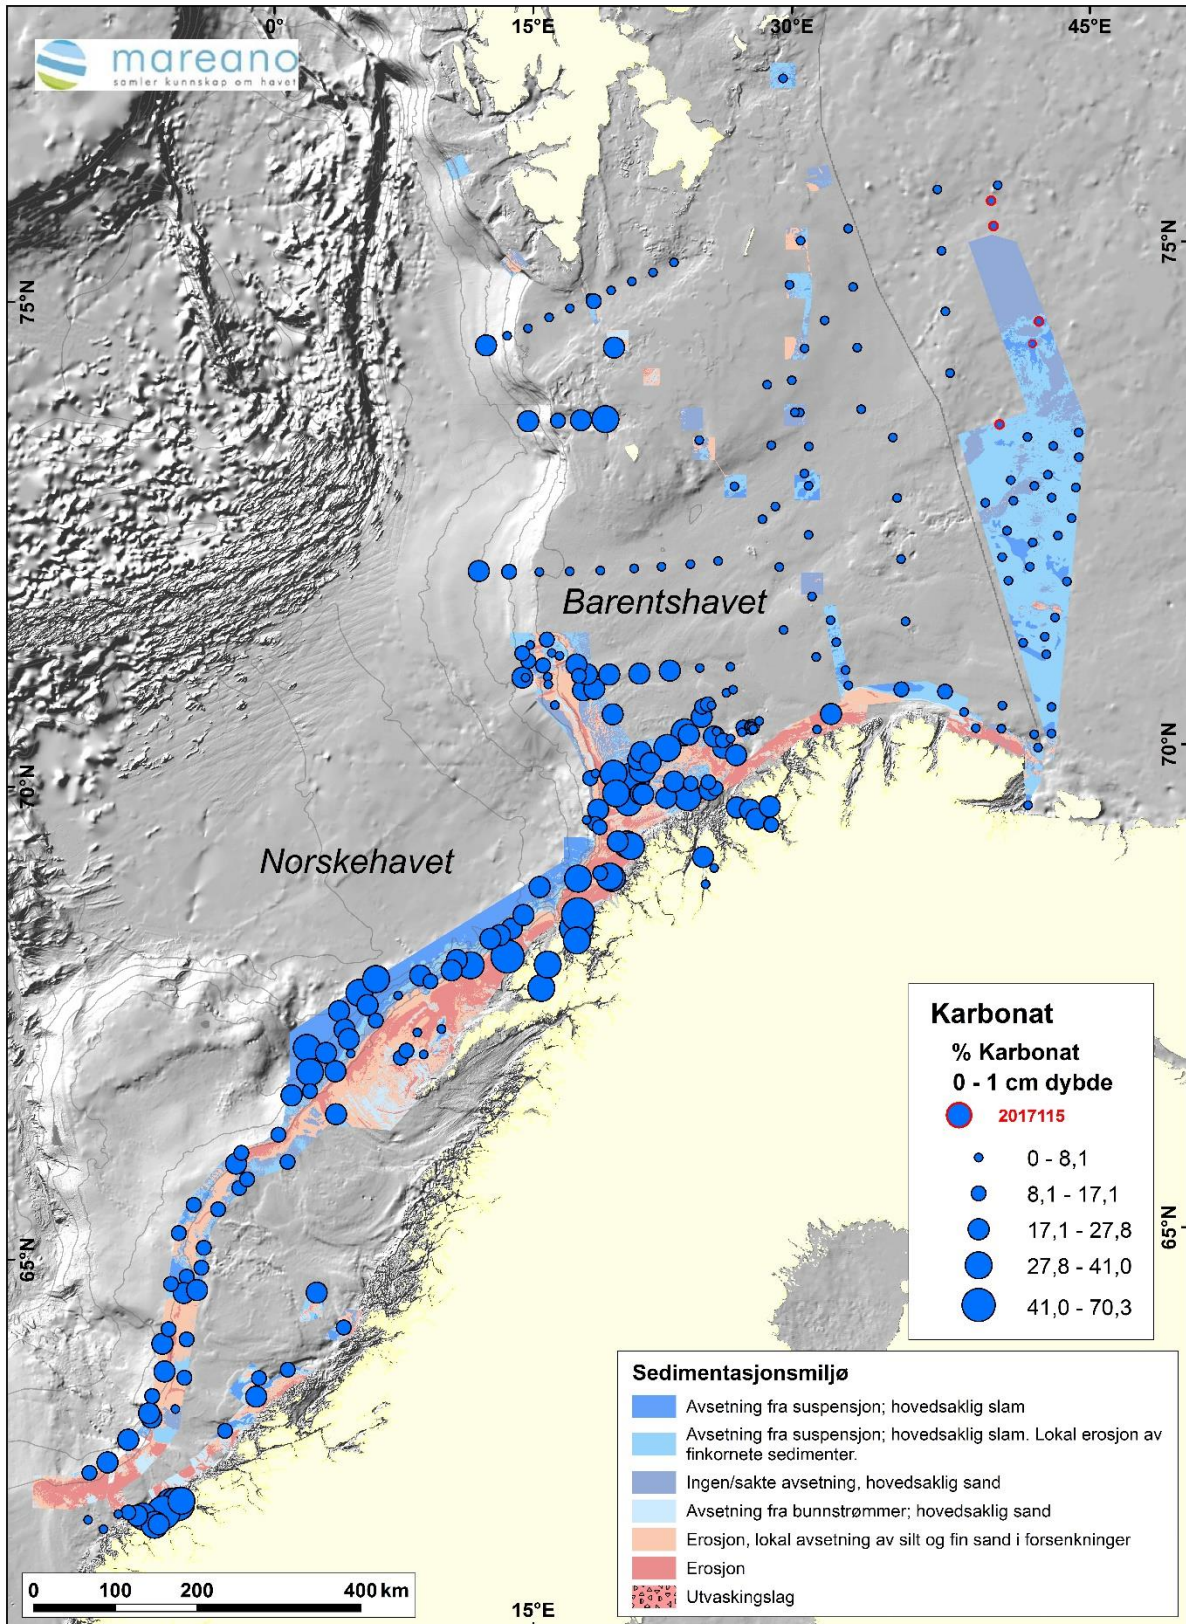 0°
15°E
30°E
45°E
mareano
samler kunnskap om havet
75°N
75°N
Barentshavet
70°N
70°N
Norskehavet
65°N
65°N
Karbonat
% Karbonat
0 - 1 cm dybde
2017115
0 - 8,1
8,1 - 17,1
17,1 - 27,8
27,8 - 41,0
41,0 - 70,3
Sedimentasjonsmiljø
Avsetning fra suspensjon; hovedsaklig slam
Avsetning fra suspensjon; hovedsaklig slam. Lokal erosjon av
finkornete sedimenter.
Ingen/sakte avsetning, hovedsaklig sand
Avsetning fra bunnstrømmer; hovedsaklig sand
Erosjon, lokal avsetning av silt og fin sand i forsenkninger
Erosjon
Utvaskingslag
0 100 200 400 km
15°E